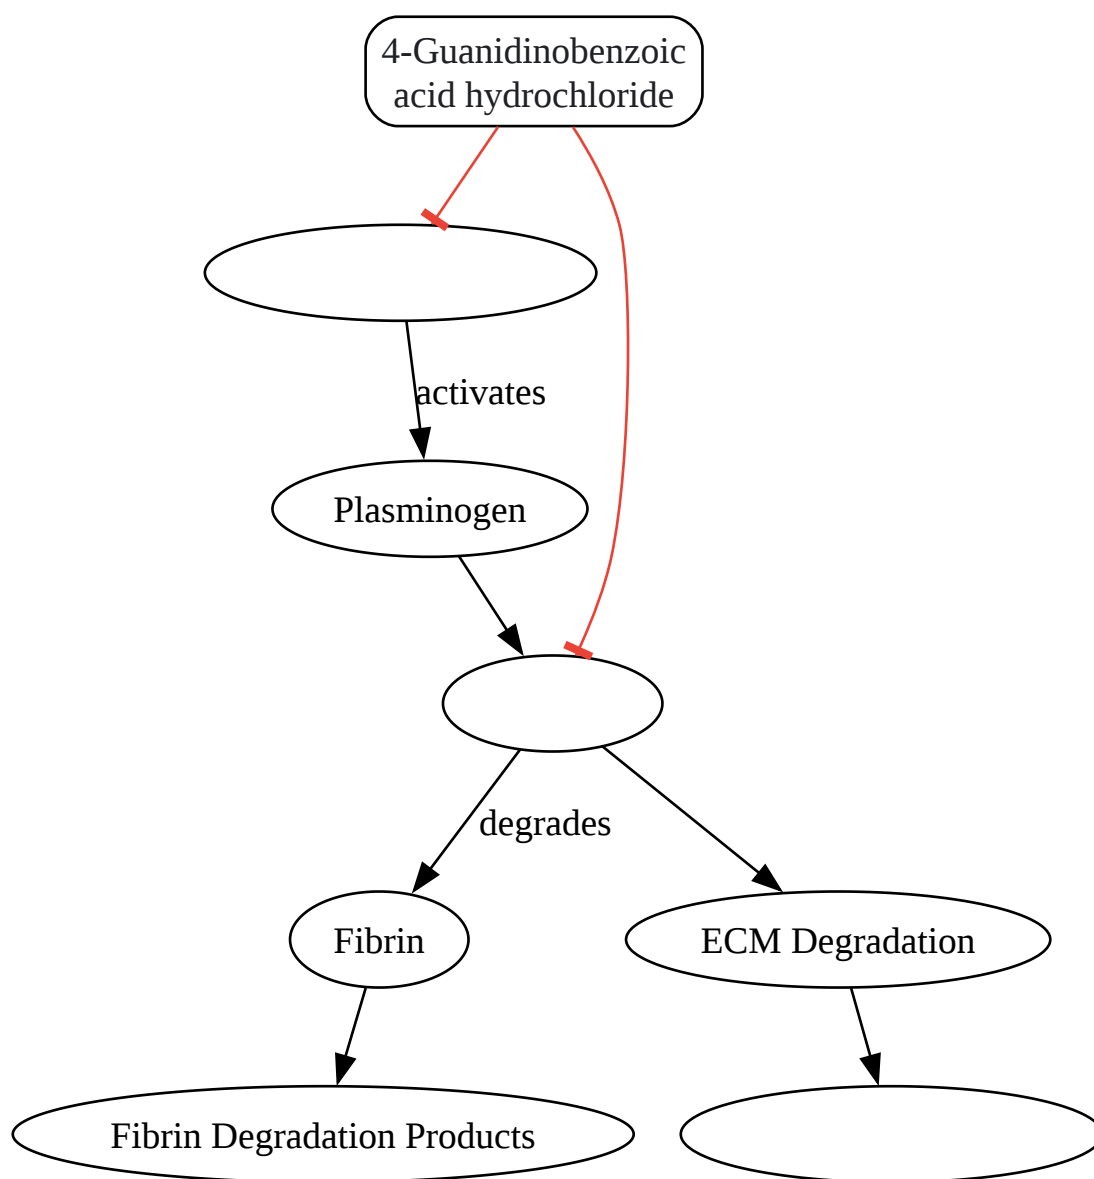 4-Guanidinobenzoic
acid hydrochloride
activates
Plasminogen
degrades
Fibrin
ECM Degradation
Fibrin Degradation Products